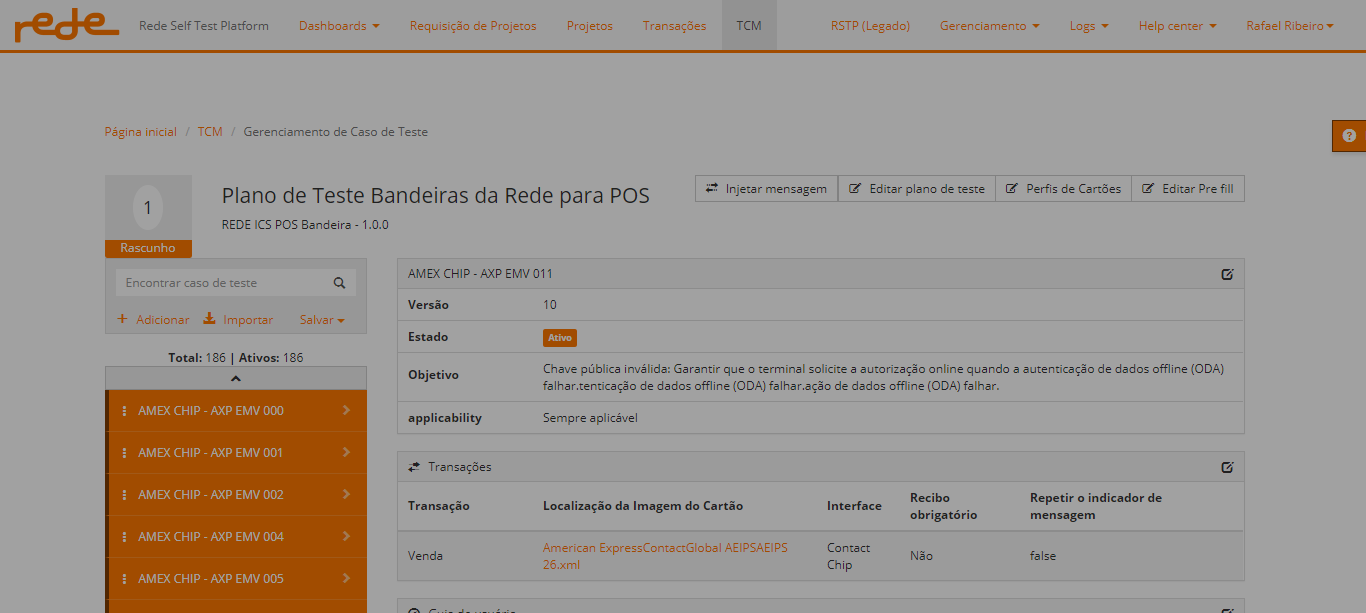 rede Rede Self Test Platform Dashboards Requisição de Projetos Projetos Transações TCM RSTP (Legado) Gerenciamento Logs Help center Rafael Ribeiro
Página inicial / TCM / Gerenciamento de Caso de Teste
1
Rascunho
Plano de Teste Bandeiras da Rede para POS
REDE ICS POS Bandeira - 1.0.0
Injetar mensagem Editar plano de teste Perfis de Cartões Editar Pre fill
Encontrar caso de teste
+ Adicionar Importar Salvar
Total: 186 | Ativos: 186
AMEX CHIP - AXP EMV 000
AMEX CHIP - AXP EMV 001
AMEX CHIP - AXP EMV 002
AMEX CHIP - AXP EMV 004
AMEX CHIP - AXP EMV 005
AMEX CHIP - AXP EMV 011
Versão 10
Estado Ativo
Objetivo Chave pública inválida: Garantir que o terminal solicite a autorização online quando a autenticação de dados offline (ODA)
falhar.tenticação de dados offline (ODA) falhar.ação de dados offline (ODA) falhar.
applicability Sempre aplicável
Transações
Transação Localização da Imagem do Cartão Interface Recibo
obrigatório Repetir o indicador de
mensagem
Venda American ExpressContactGlobal AEIPSAEIPS
26.xml Contact
Chip Não false
Guia do usuário